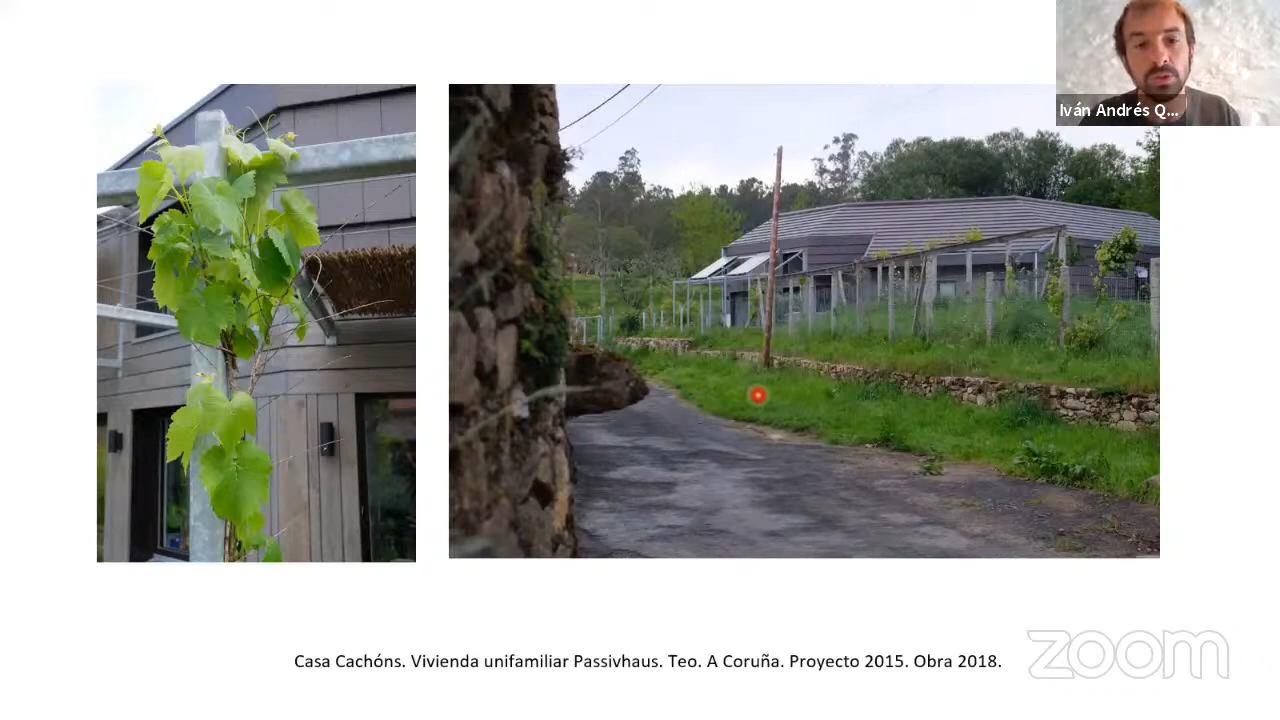 Iván Andrés Q...
Casa Cachóns. Vivienda unifamiliar Passivhaus. Teo. A Coruña. Proyecto 2015. Obra 2018.
zoom